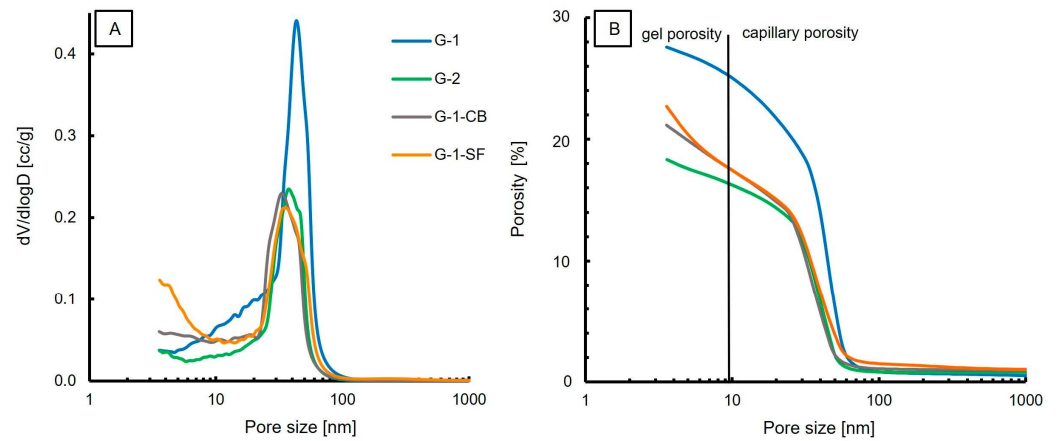 A
G-1
G-2
G-1-CB
G-1-SF
dV/dlogD [cc/g]
0.4
0.3
0.2
0.1
0.0
1
10
100
1000
Pore size [nm]
B
gel porosity
capillary porosity
Porosity [%]
30
20
10
0
1
10
100
1000
Pore size [nm]